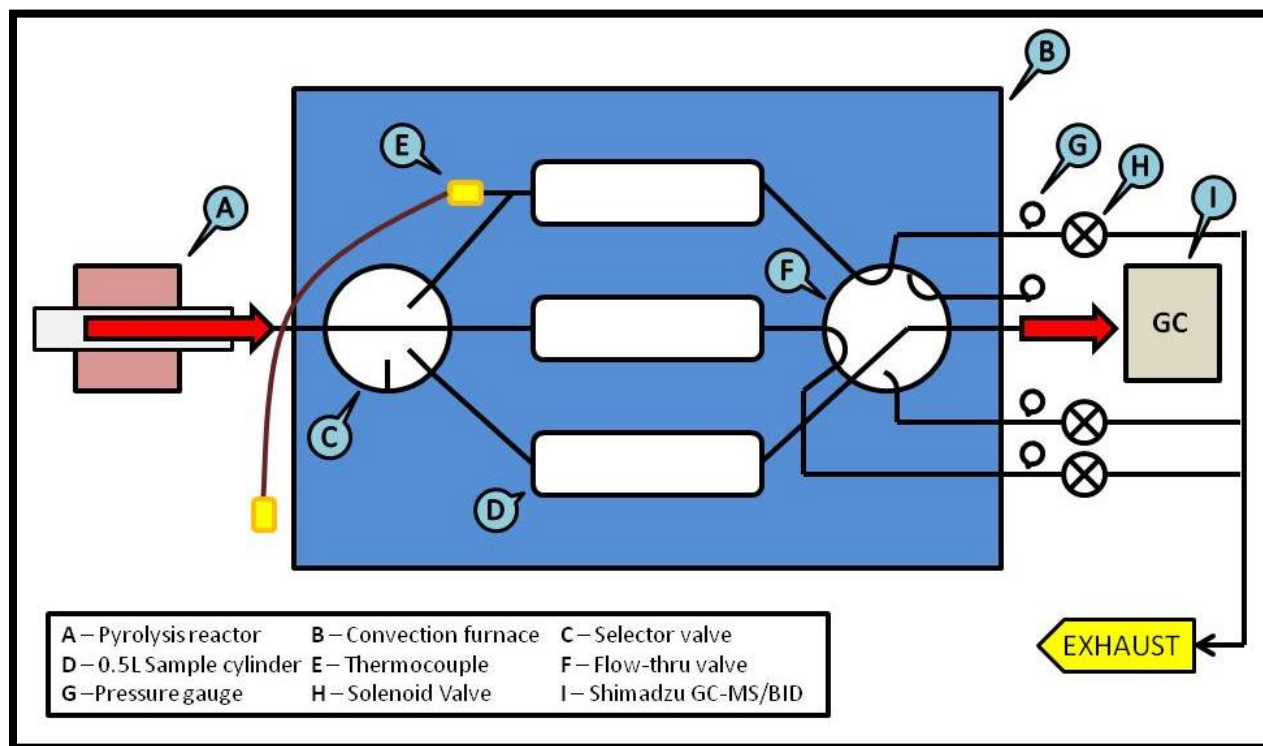 B
E
G
H
A
I
F
GC
C
D
A – Pyrolysis reactor B – Convection furnace C – Selector valve
D – 0.5L Sample cylinder E – Thermocouple F – Flow-thru valve
G – Pressure gauge H – Solenoid Valve I – Shimadzu GC-MS/BID
EXHAUST